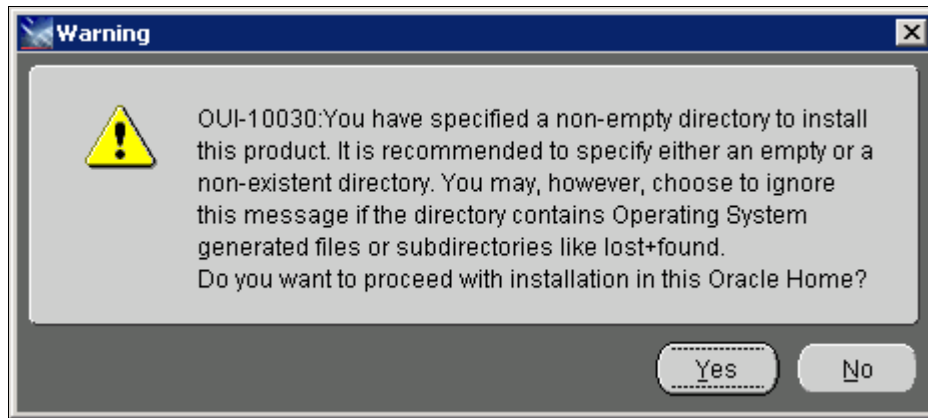 Warning
OUI-10030:You have specified a non-empty directory to install
this product. It is recommended to specify either an empty or a
non-existent directory. You may, however, choose to ignore
this message if the directory contains Operating System
generated files or subdirectories like lost+found.
Do you want to proceed with installation in this Oracle Home?
Yes
No